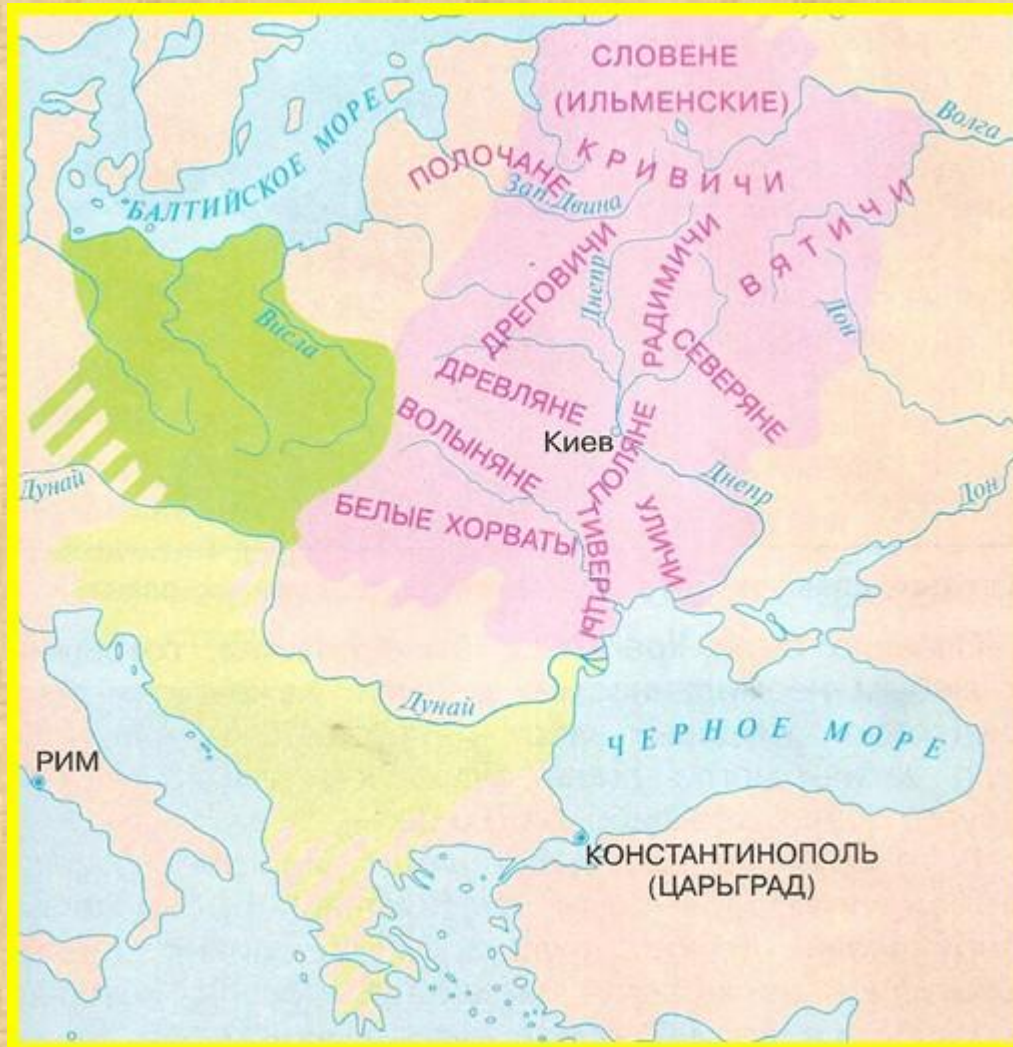 СЛОВЕНЕ
(ИЛЬМЕНСКИЕ)
Волга
БАЛТИЙСКОЕ МОРЕ
ПОЛОЧАНЕ
КРИВИЧИ
Зап. Двина
ВЯТИЧИ
ДРЕГОВИЧИ
Днепр
РАДИМИЧИ
Дон
Висла
СЕВЕРЯНЕ
ДРЕВЛЯНЕ
ВОЛЫНЯНЕ
Киев
ПОЛЯНЕ
Дунай
Днепр
Дон
БЕЛЫЕ ХОРВАТЫ
ТИВЕРЦЫ
УЛИЧИ
Дунай
ЧЕРНОЕ МОРЕ
РИМ
КОНСТАНТИНОПОЛЬ
(ЦАРЬГРАД)